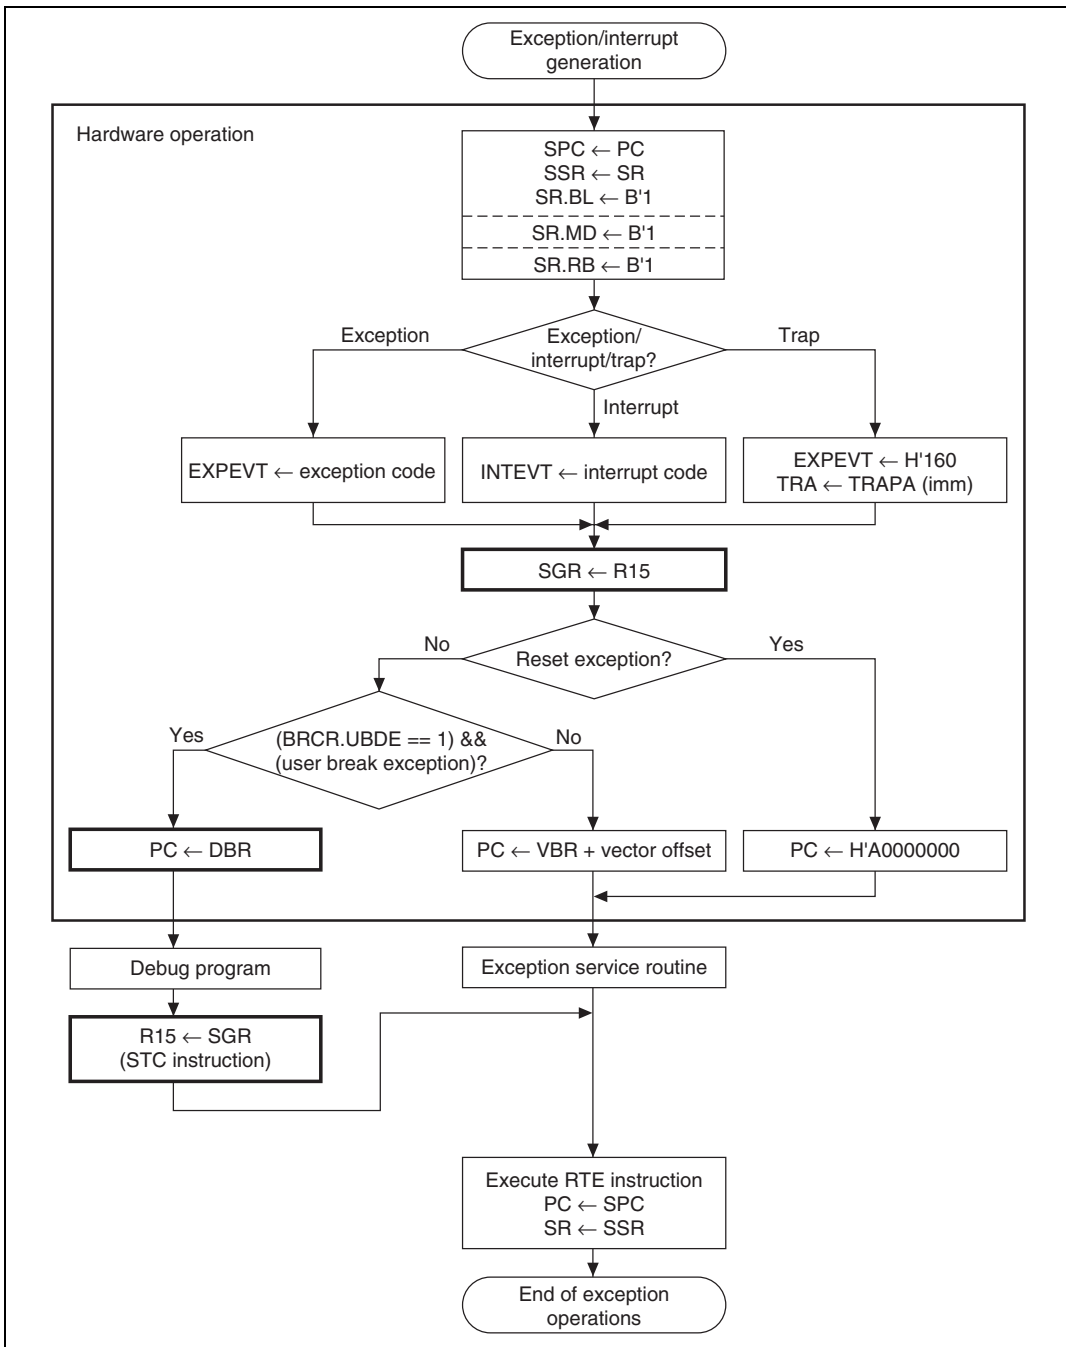 Exception/interrupt
generation
Hardware operation
SPC ← PC
SSR ← SR
SR.BL ← B'1
SR.MD ← B'1
SR.RB ← B'1
Exception
Exception/
interrupt/trap?
Trap
Interrupt
EXPEVT ← exception code
INTEVT ← interrupt code
EXPEVT ← H'160
TRA ← TRAPA (imm)
SGR ← R15
No
Reset exception?
Yes
Yes
(BRCR.UBDE == 1) &&
(user break exception)?
No
PC ← DBR
PC ← VBR + vector offset
PC ← H'A0000000
Debug program
Exception service routine
R15 ← SGR
(STC instruction)
Execute RTE instruction
PC ← SPC
SR ← SSR
End of exception
operations